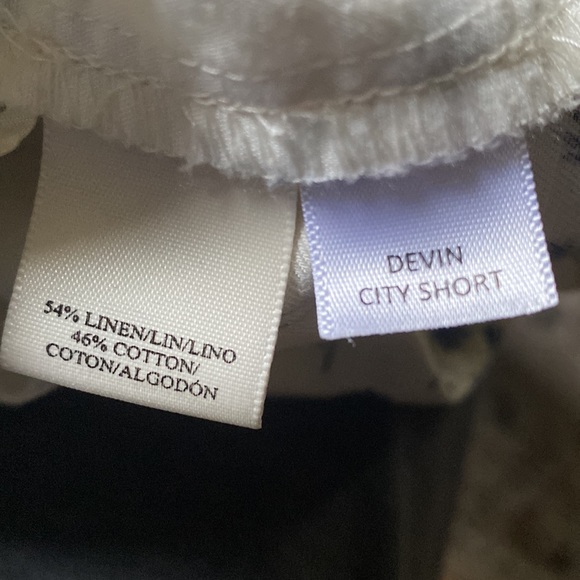 54% LINEN/LIN/LINO
46% COTTON/
COTON/ALGODÓN
DEVIN
CITY SHORT